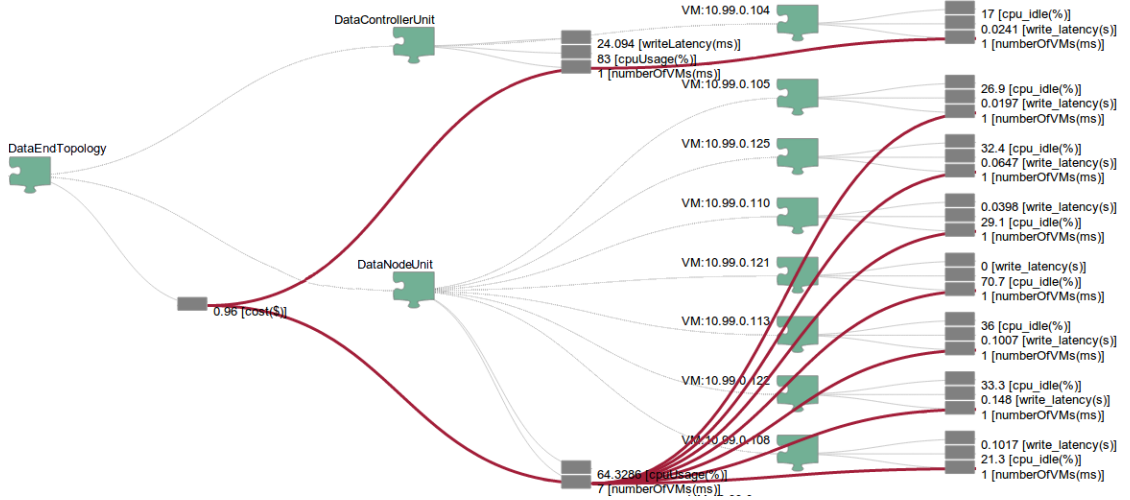 DataEndTopology
0.96 [cost($)]
DataControllerUnit
24.094 [writeLatency(ms)]
83 [cpuUsage(%)]
1 [numberOfVMs(ms)]
DataNodeUnit
64.3286 [cpuUsage(%)]
7 [numberOfVMs(ms)]
VM:10.99.0.104
17 [cpu_idle(%)]
0.0241 [write_latency(s)]
1 [numberOfVMs(ms)]
VM:10.99.0.105
26.9 [cpu_idle(%)]
0.0197 [write_latency(s)]
1 [numberOfVMs(ms)]
VM:10.99.0.125
32.4 [cpu_idle(%)]
0.0647 [write_latency(s)]
1 [numberOfVMs(ms)]
VM:10.99.0.110
0.0398 [write_latency(s)]
29.1 [cpu_idle(%)]
1 [numberOfVMs(ms)]
VM:10.99.0.121
0 [write_latency(s)]
70.7 [cpu_idle(%)]
1 [numberOfVMs(ms)]
VM:10.99.0.113
36 [cpu_idle(%)]
0.1007 [write_latency(s)]
1 [numberOfVMs(ms)]
VM:10.99.0.122
33.3 [cpu_idle(%)]
0.148 [write_latency(s)]
1 [numberOfVMs(ms)]
VM:10.99.0.108
0.1017 [write_latency(s)]
21.3 [cpu_idle(%)]
1 [numberOfVMs(ms)]